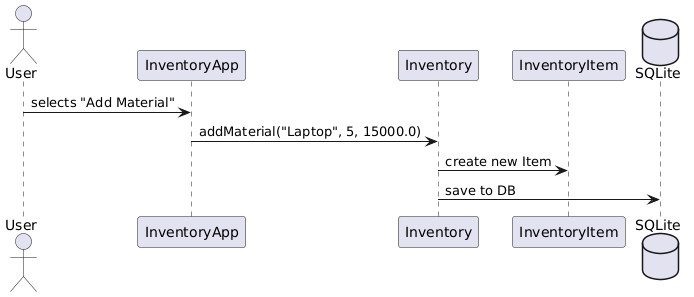 User
InventoryApp
Inventory
InventoryItem
SQLite
selects "Add Material"
addMaterial("Laptop", 5, 15000.0)
create new Item
save to DB
User
InventoryApp
Inventory
InventoryItem
SQLite